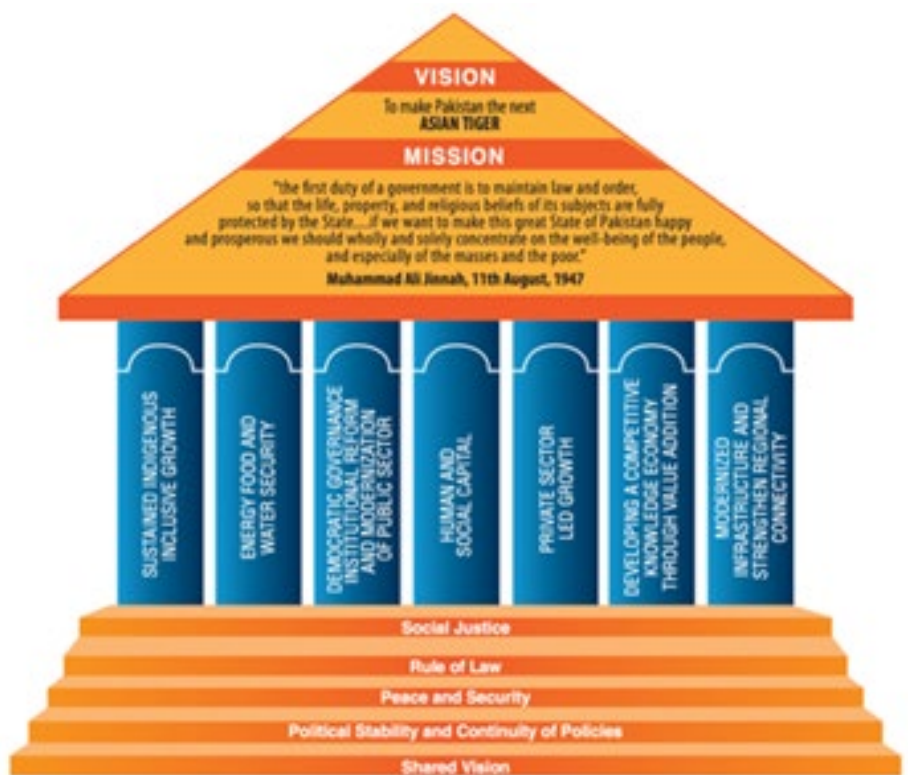 VISION
To make Pakistan the next
ASIAN TIGER
MISSION
"the first duty of a government is to maintain law and order,
so that the life, property, and religious beliefs of its subjects are fully
protected by the State....if we want to make this great State of Pakistan happy
and prosperous we should wholly and solely concentrate on the well-being of the people,
and especially of the masses and the poor."
Muhammad Ali Jinnah, 11th August, 1947
SUSTAINED INDIGENOUS
INCLUSIVE GROWTH
ENERGY FOOD AND
WATER SECURITY
DEMOCRATIC GOVERNANCE
INSTITUTIONAL REFORM
AND MODERNIZATION
OF PUBLIC SECTOR
HUMAN AND
SOCIAL CAPITAL
PRIVATE SECTOR
LED GROWTH
DEVELOPING A COMPETITIVE
KNOWLEDGE ECONOMY
THROUGH VALUE ADDITION
MODERNIZED
INFRASTRUCTURE AND
STRENGTHEN REGIONAL
CONNECTIVITY
Social Justice
Rule of Law
Peace and Security
Political Stability and Continuity of Policies
Shared Vision